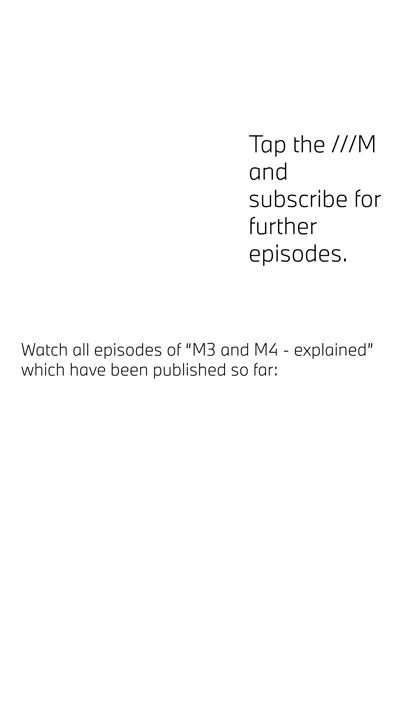 Tap the ///M
and
subscribe for
further
episodes.
Watch all episodes of “M3 and M4 - explained”
which have been published so far: